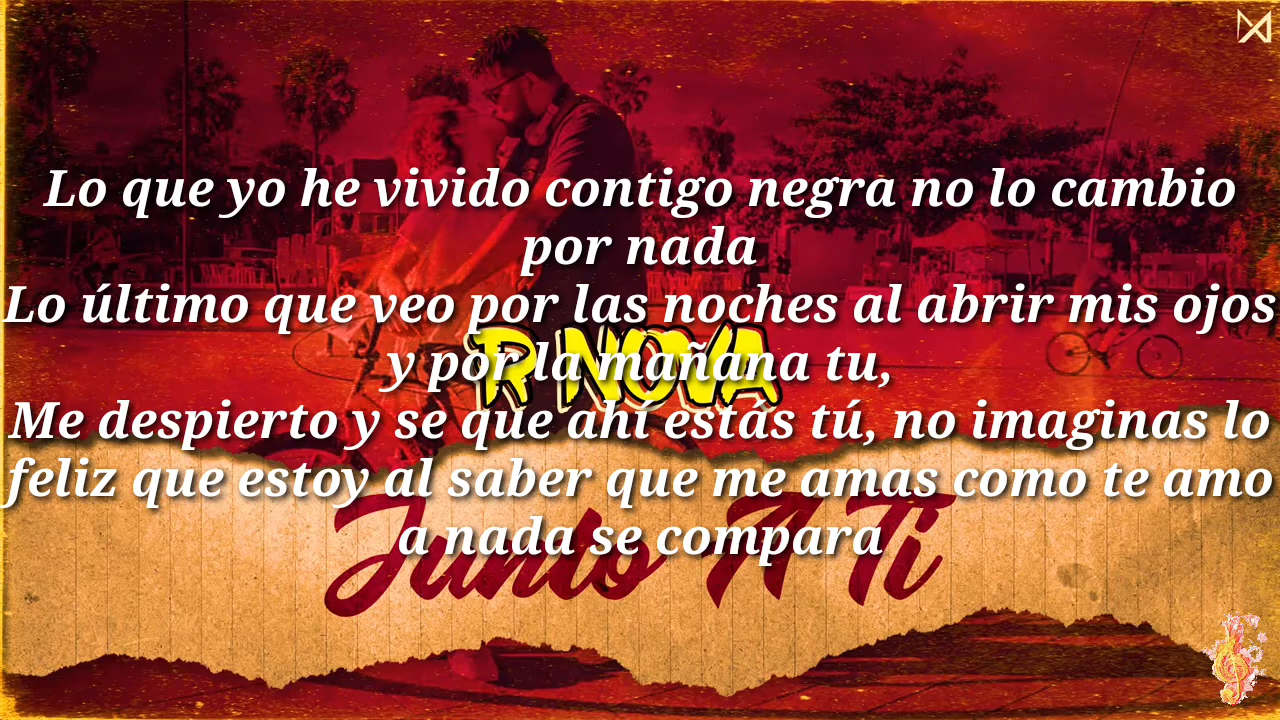 Lo que yo he vivido contigo negra no lo cambio
por nada
Lo último que veo por las noches al abrir mis ojos
R NOVA
y por la mañana tu,
Me despierto y se que ahí estás tú, no imaginas lo
feliz que estoy al saber que me amas como te amo
a nada se compara
Junto A Ti